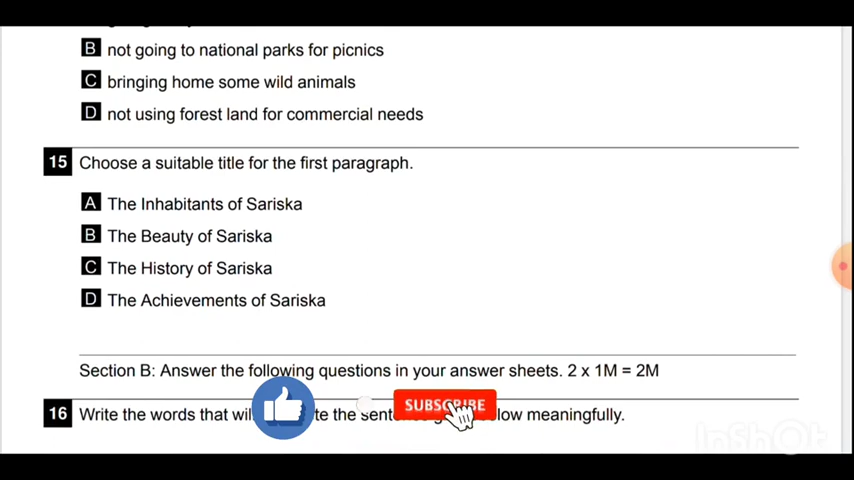 B not going to national parks for picnics
C bringing home some wild animals
D not using forest land for commercial needs
15 Choose a suitable title for the first paragraph.
A The Inhabitants of Sariska
B The Beauty of Sariska
C The History of Sariska
D The Achievements of Sariska
Section B: Answer the following questions in your answer sheets. 2 x 1M = 2M
SUBSCRIBE
16 Write the words that will te the sente low meaningfully.
InShot